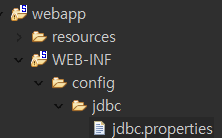 webapp
resources
WEB-INF
config
jdbc
jdbc.properties